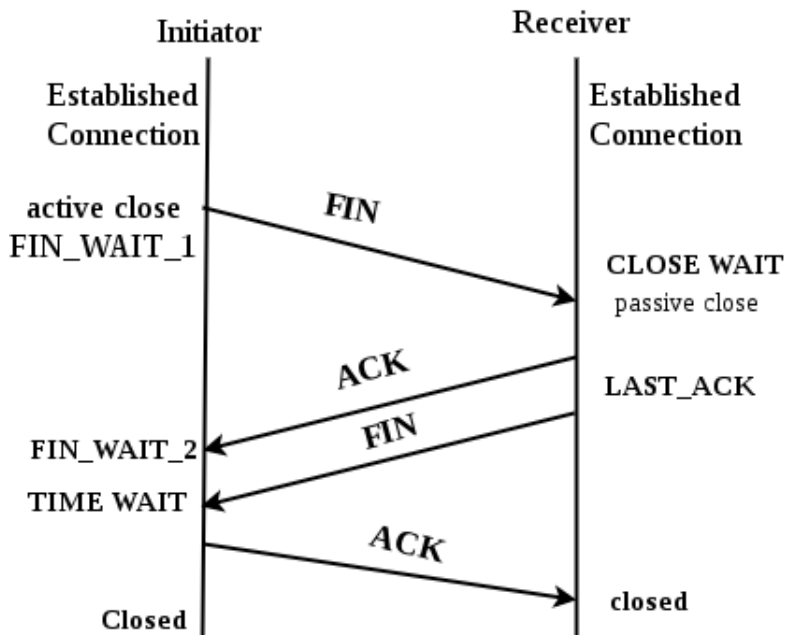 Initiator
Receiver
Established
Connection
Established
Connection
active close
FIN_WAIT_1
FIN
CLOSE WAIT
passive close
ACK
LAST_ACK
FIN
FIN_WAIT_2
TIME WAIT
ACK
Closed
closed